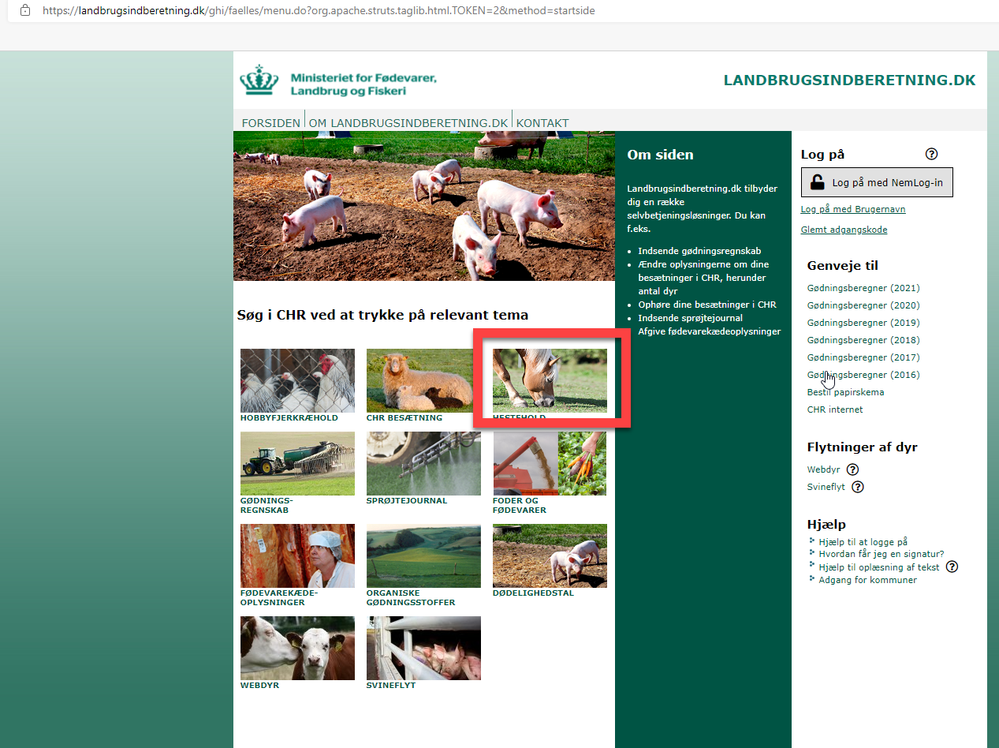 https://landbrugsindberetning.dk/ghi/faelles/menu.do?org.apache.struts.taglib.html.TOKEN=2&method=startside
Ministeriet for Fødevarer,
Landbrug og Fiskeri
LANDBRUGSINDBERETNING.DK
FORSIDEN
OM LANDBRUGSINDBERETNING.DK
KONTAKT
Søg i CHR ved at trykke på relevant tema
HOBBYFJERKRÆHOLD
CHR BESÆTNING
HESTEHOLD
GØDNINGS-
REGNSKAB
SPRØJTEJOURNAL
FODER OG
FØDEVARER
FØDEVAREKÆDE-
OPLYSNINGER
ORGANISKE
GØDNINGSSTOFFER
DØDELIGHEDSTAL
WEBDYR
SVINEFLYT
Om siden
Landbrugsindberetning.dk tilbyder
dig en række
selvbetjeningsløsninger. Du kan
f.eks.
Indsende gødningsregnskab
Ændre oplysningerne om dine
besætninger i CHR, herunder
antal dyr
Ophøre dine besætninger i CHR
Indsende sprøjtejournal
Afgive fødevarekædeoplysninger
Log på
Log på med NemLog-in
Log på med Brugernavn
Glemt adgangskode
Genveje til
Gødningsberegner (2021)
Gødningsberegner (2020)
Gødningsberegner (2019)
Gødningsberegner (2018)
Gødningsberegner (2017)
Gødningsberegner (2016)
Bestil papirskema
CHR internet
Flytninger af dyr
Webdyr
Svineflyt
Hjælp
Hjælp til at logge på
Hvordan får jeg en signatur?
Hjælp til oplæsning af tekst
Adgang for kommuner